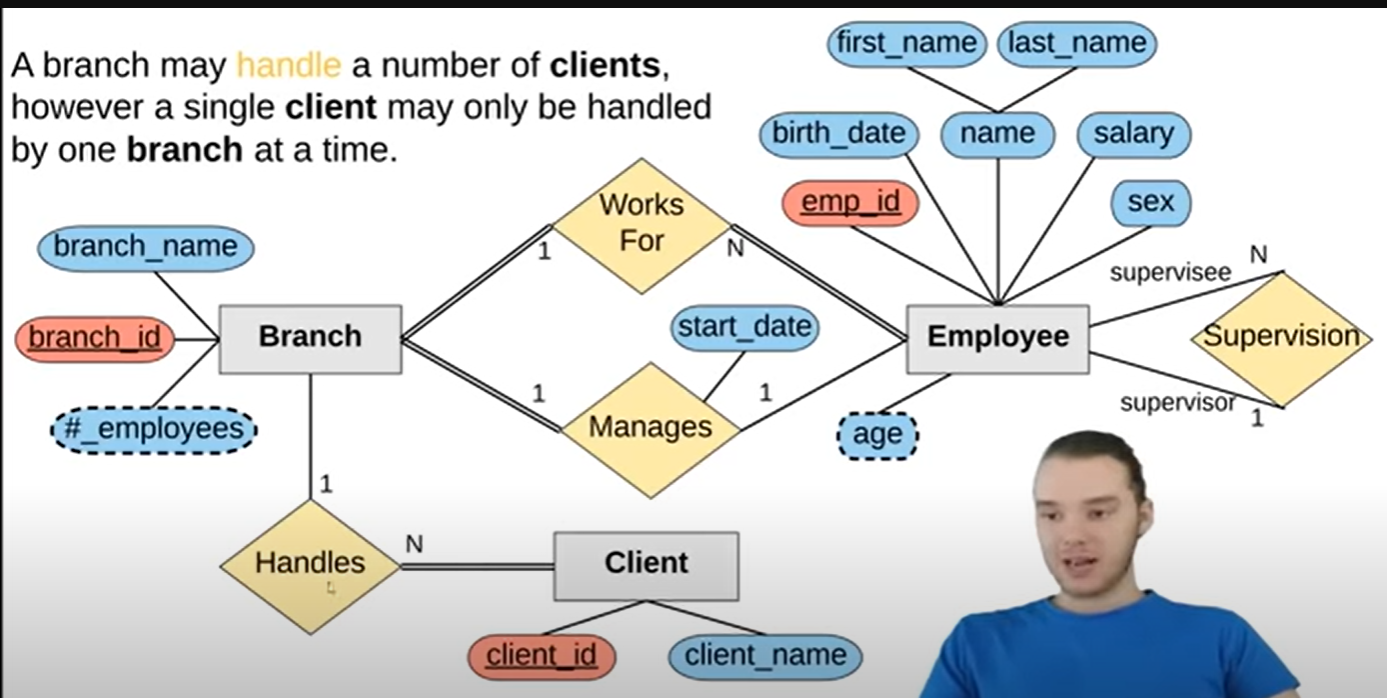 A branch may handle a number of clients,
however a single client may only be handled
by one branch at a time.
first_name
last_name
birth_date
name
salary
emp_id
sex
Works
For
1
N
branch_name
branch_id
#_employees
Branch
start_date
Employee
supervisee
N
Supervision
supervisor
1
1
Manages
1
age
1
Handles
N
Client
client_id
client_name